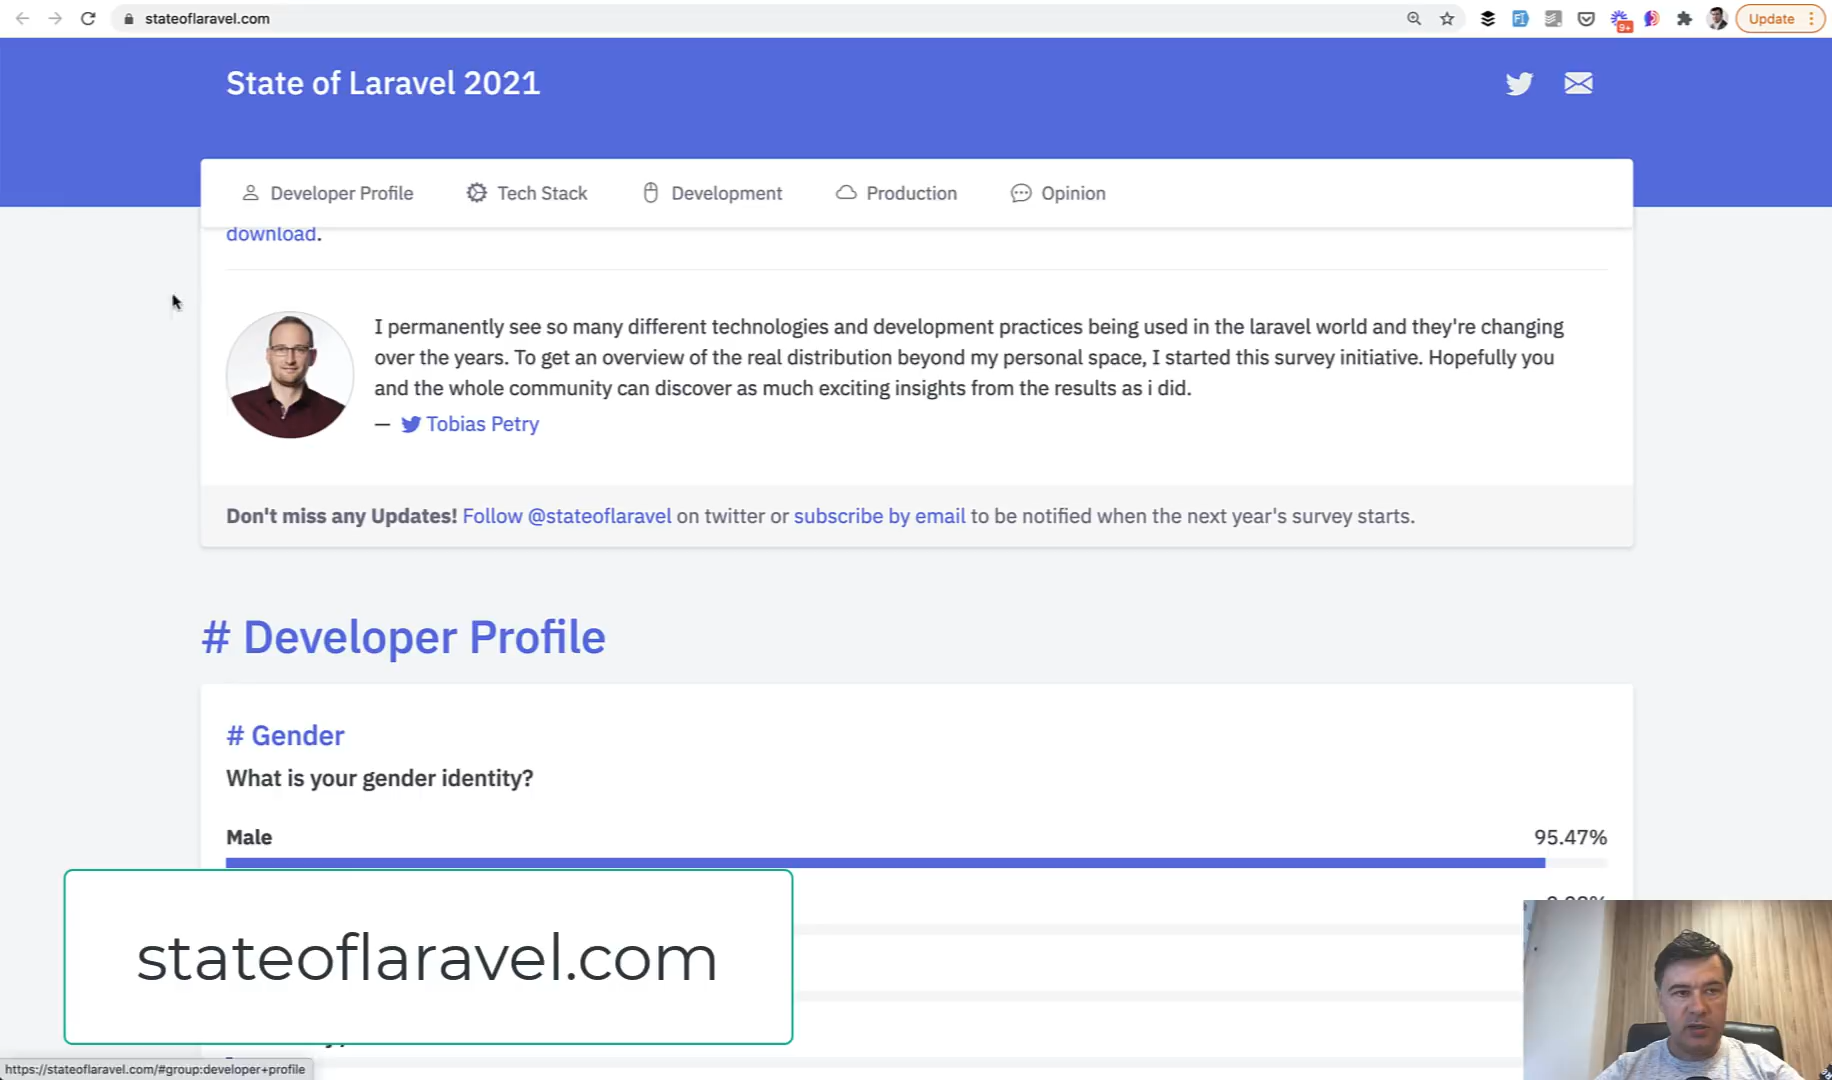 stateoflaravel.com
Update
State of Laravel 2021
Developer Profile
Tech Stack
Development
Production
Opinion
download.
I permanently see so many different technologies and development practices being used in the laravel world and they're changing
over the years. To get an overview of the real distribution beyond my personal space, I started this survey initiative. Hopefully you
and the whole community can discover as much exciting insights from the results as i did.
— Tobias Petry
Don't miss any Updates! Follow @stateoflaravel on twitter or subscribe by email to be notified when the next year's survey starts.
# Developer Profile
# Gender
What is your gender identity?
Male
95.47%
stateoflaravel.com
https://stateoflaravel.com/#group:developer+profile